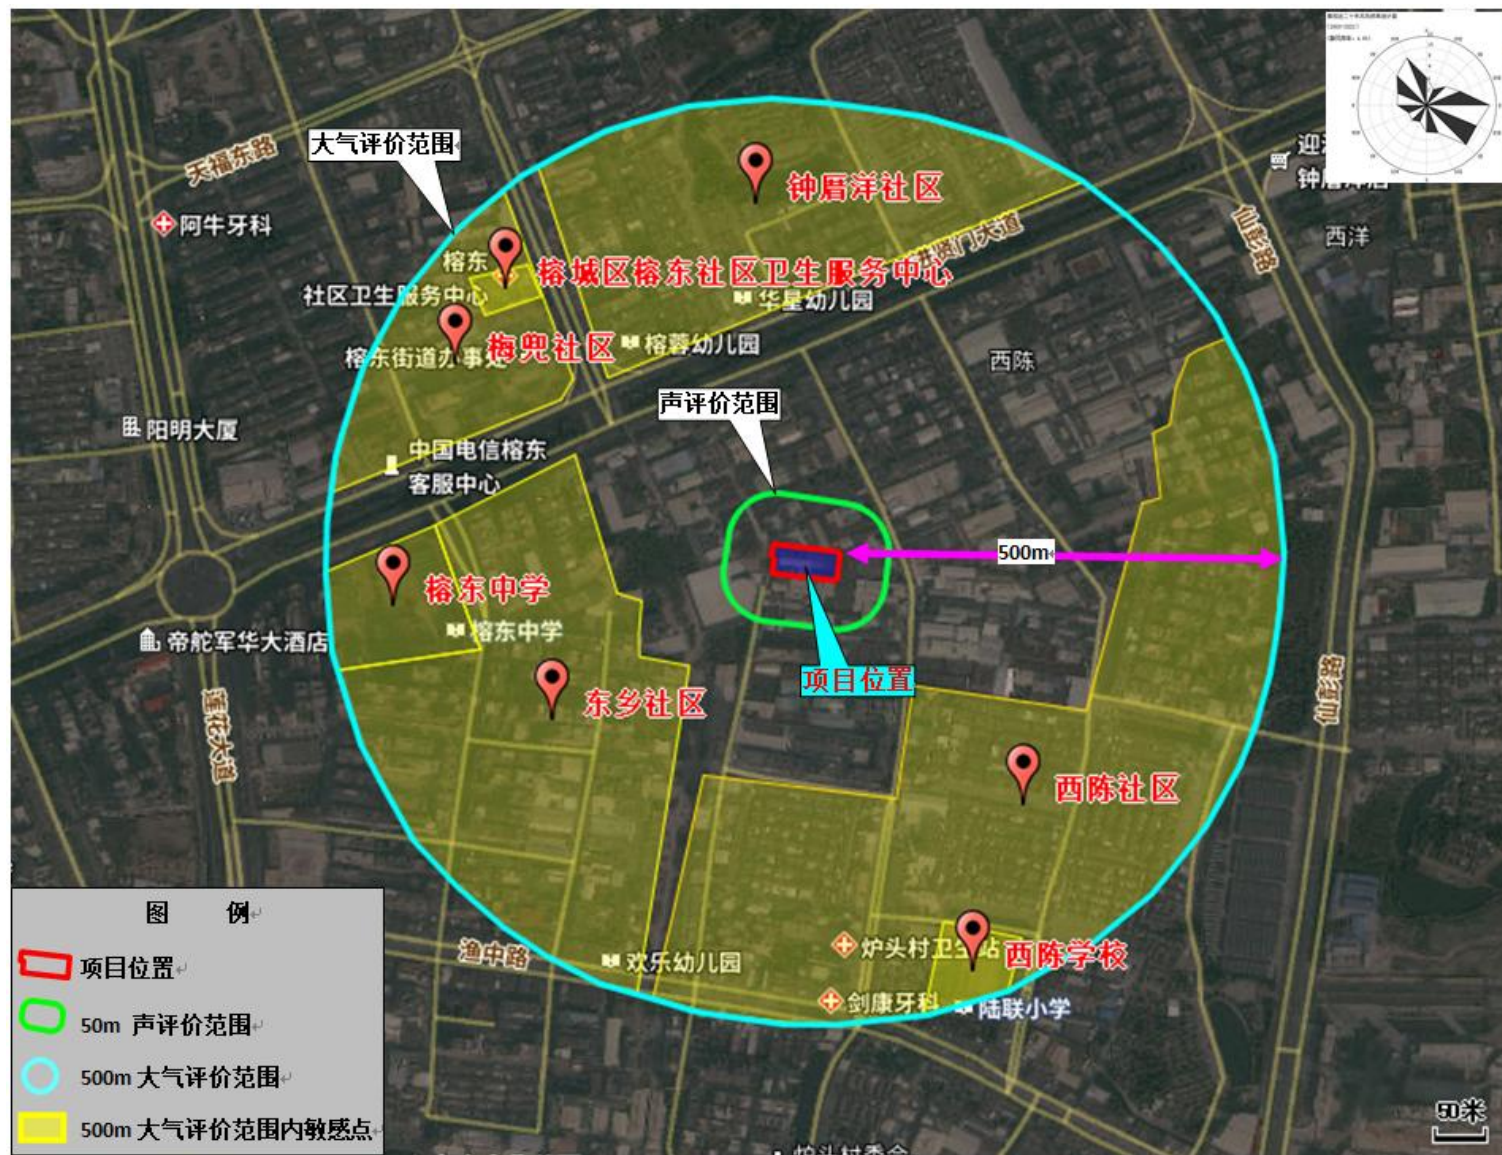 大气评价范围
天福东路
阿牛牙科
钟厝洋社区
进贤门大道
仙彭路
西洋
榕东
社区卫生服务中心
榕城区榕东社区卫生服务中心
华星幼儿园
梅兜社区
榕东街道办事处
榕蓉幼儿园
西陈
声评价范围
阳明大厦
中国电信榕东
客服中心
500m
榕东中学
榕东中学
帝舵军华大酒店
东乡社区
项目位置
莲花大道
西陈社区
渔中路
欢乐幼儿园
炉头村卫生站
西陈学校
剑康牙科
陆联小学
图 例
项目位置
50m 声评价范围
500m 大气评价范围
500m 大气评价范围内敏感点
50米